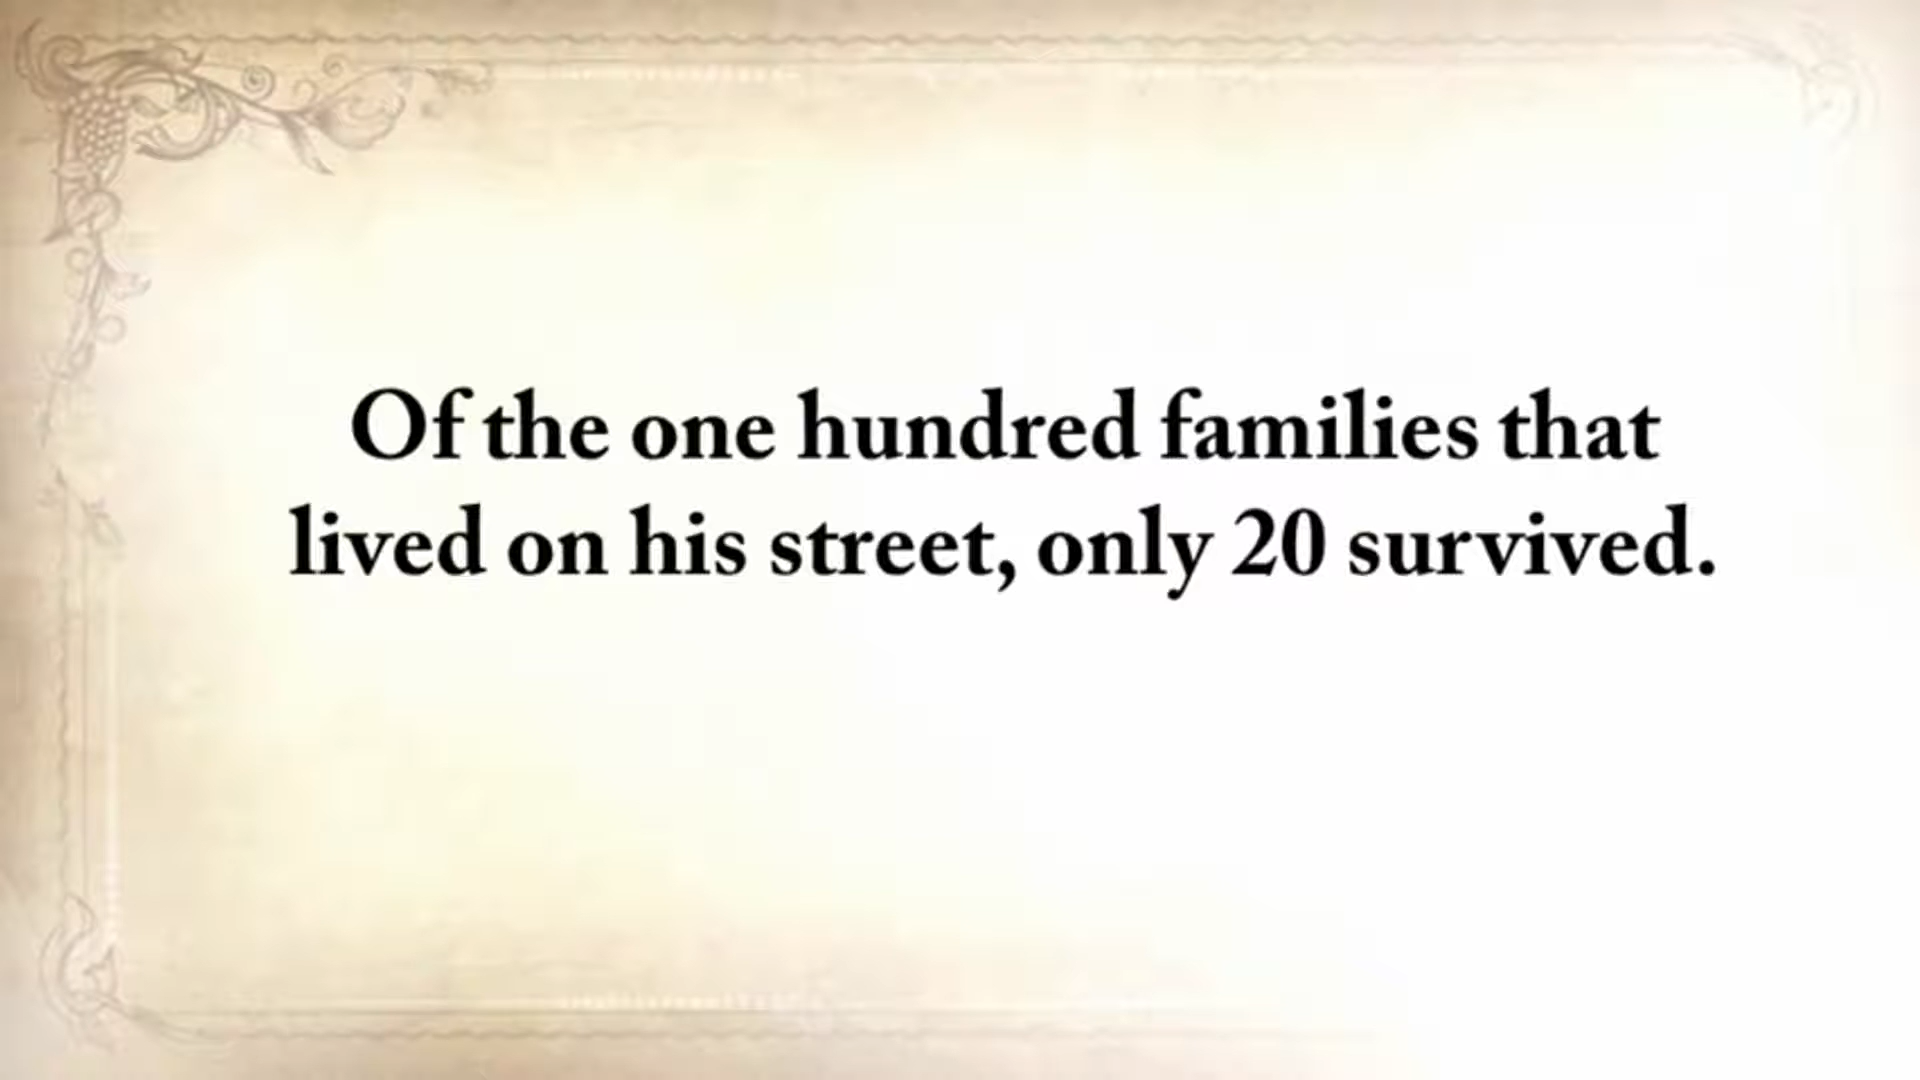 Of the one hundred families that
lived on his street, only 20 survived.